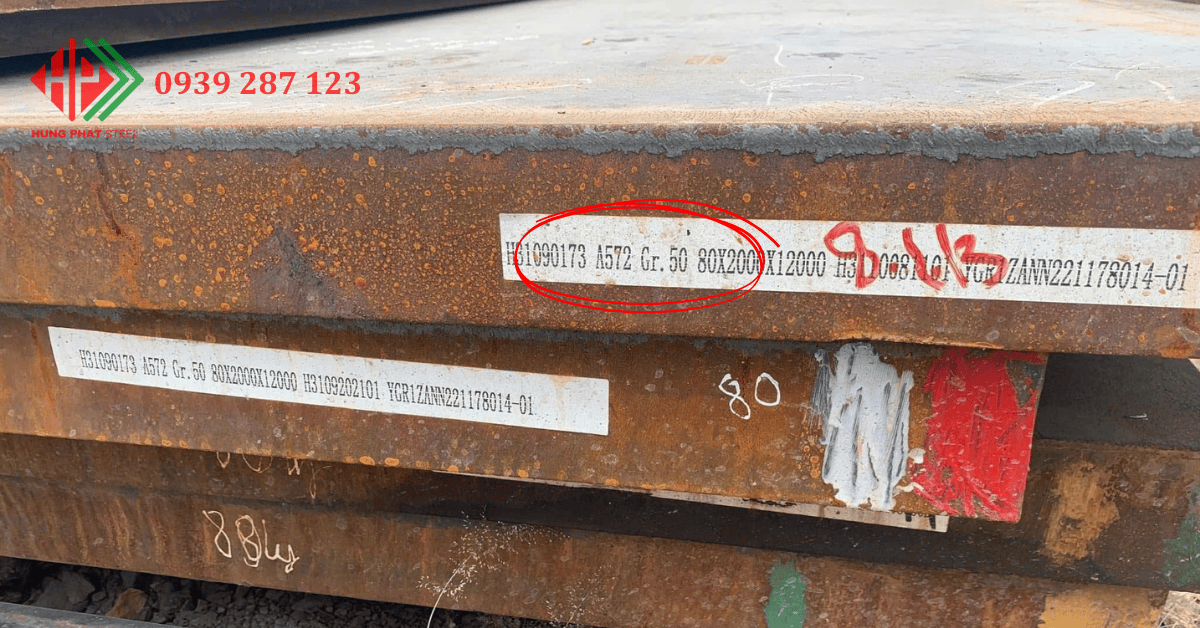 0939 287 123
HUNG PHAT STEEL
H31090173 A572 Gr.50 80X2000X12000 YGR1ZANN221178014-01
H31090173 A572 Gr.50 80X2000X12000 H3109202101 YGR1ZANN221178014-01
80